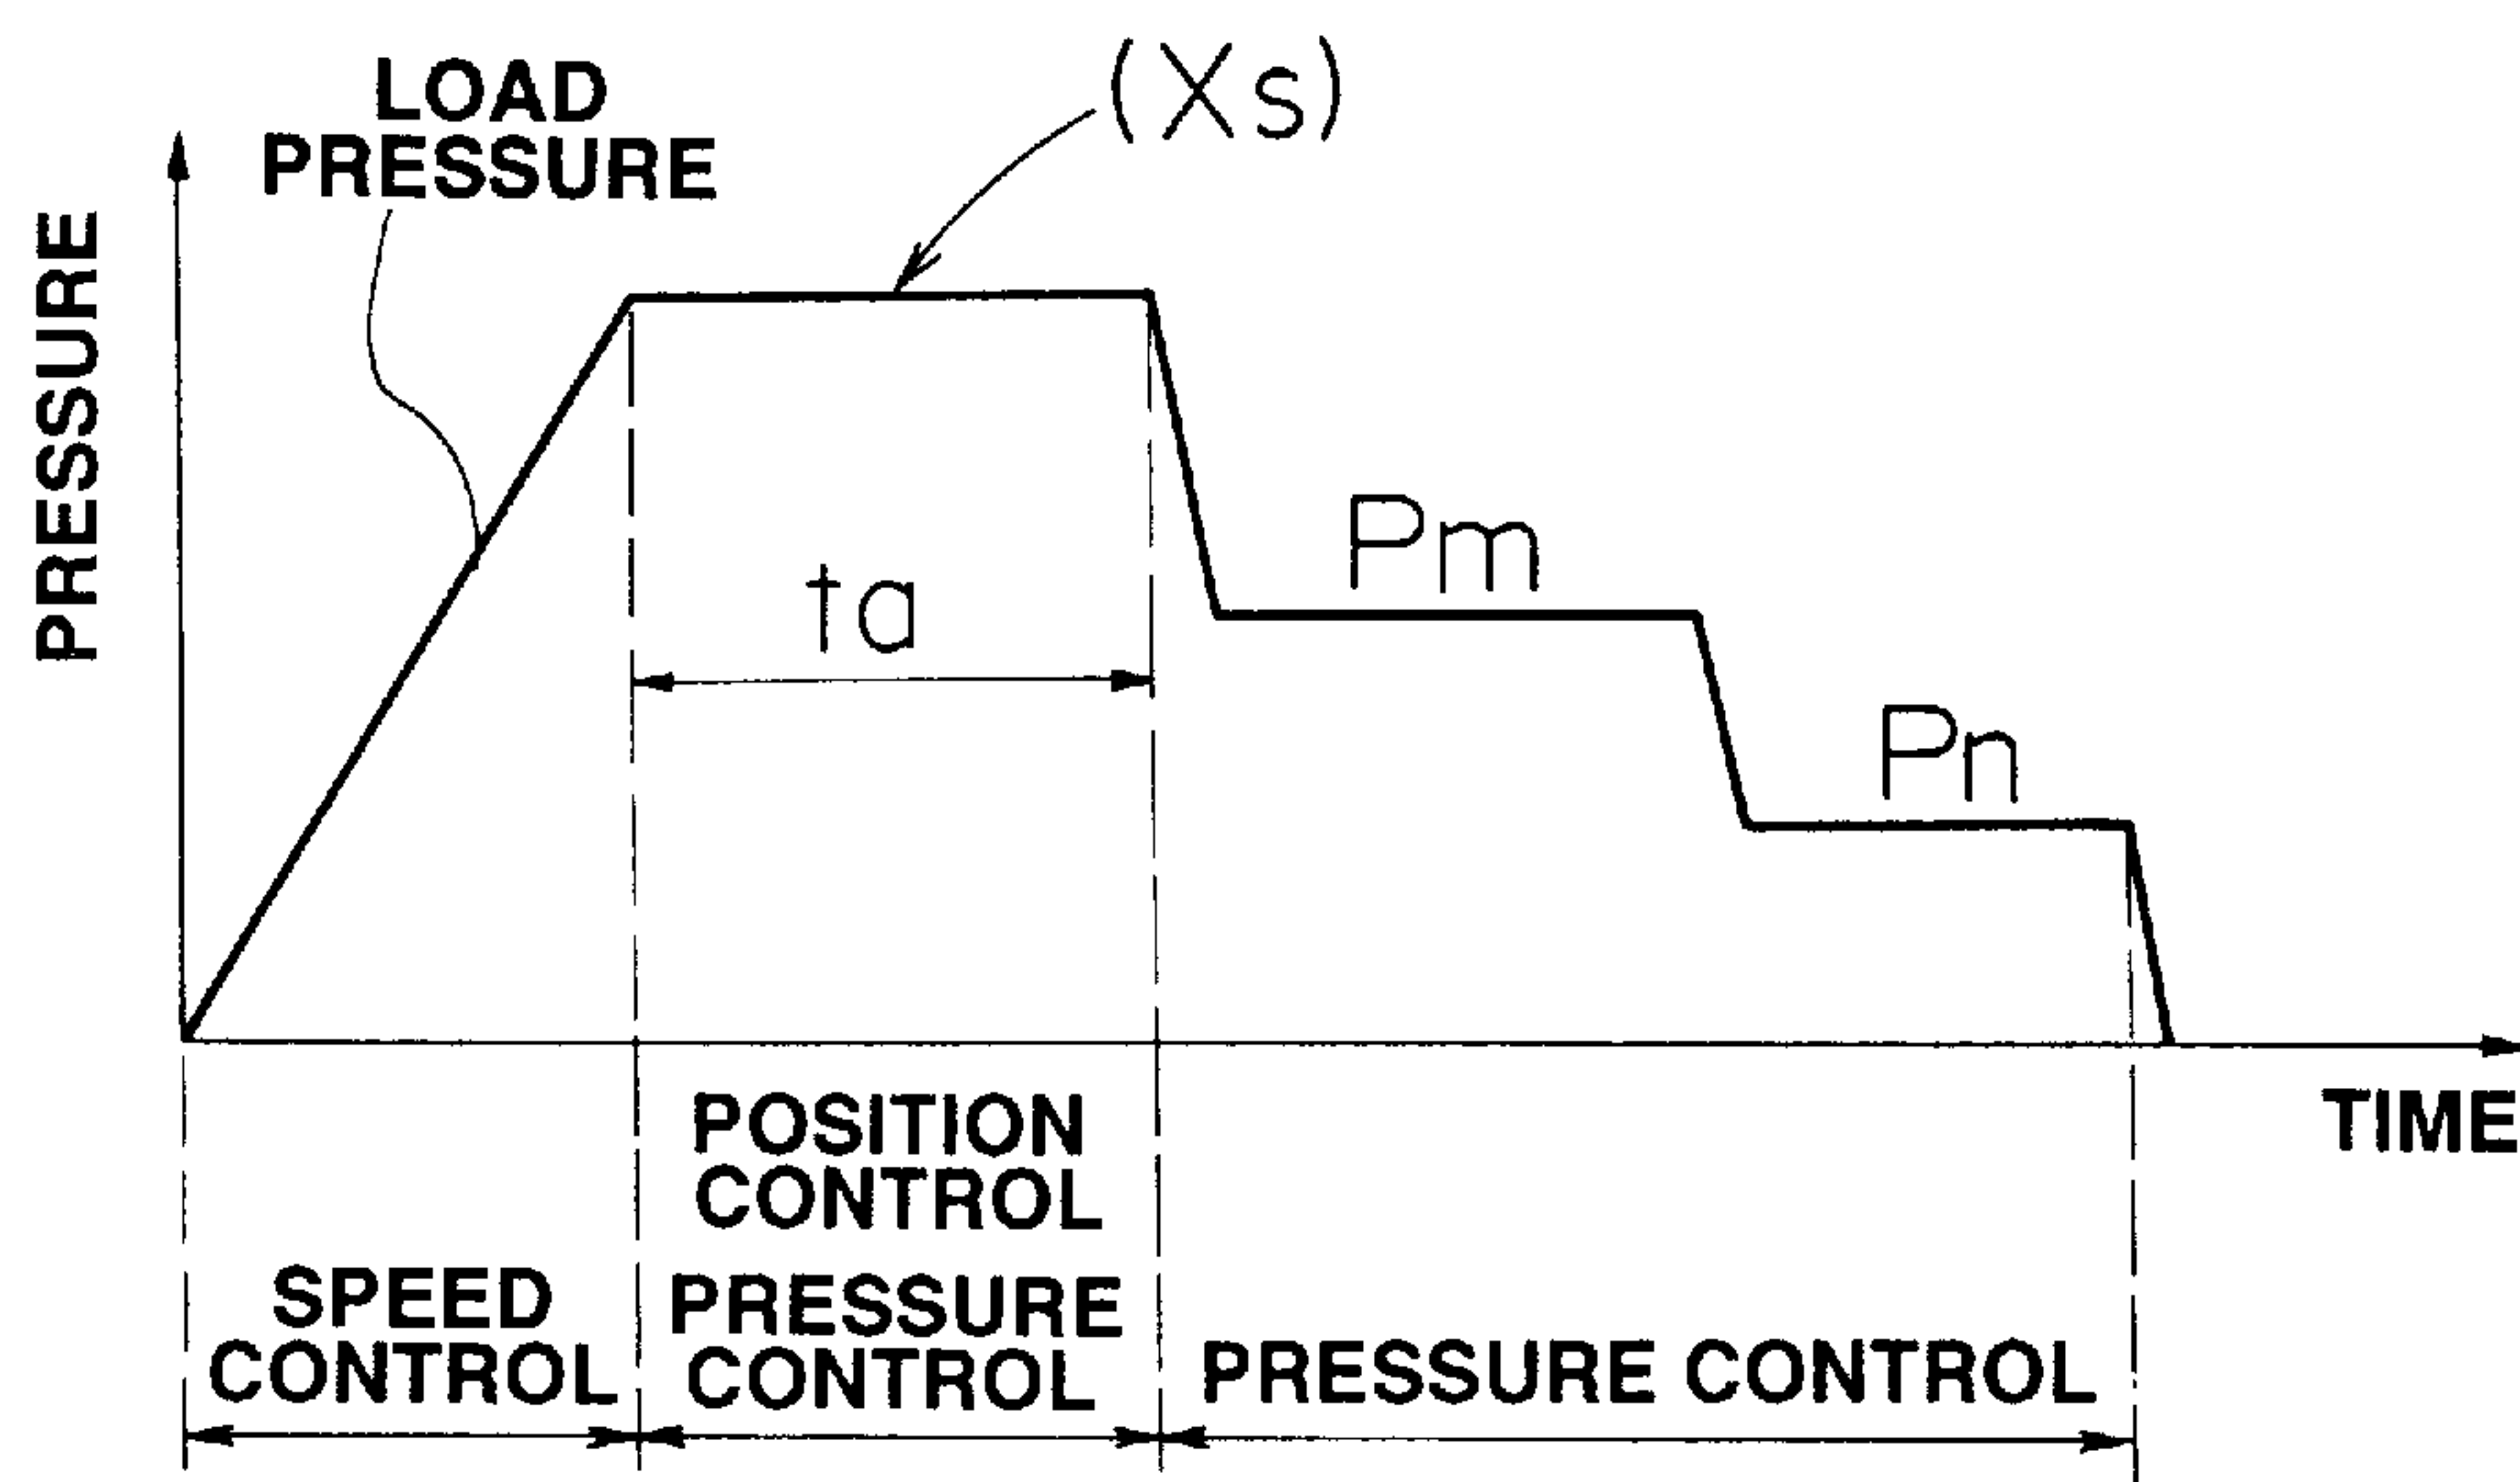 LOAD
PRESSURE
(Xs)
PRESSURE
Pm
ta
Pn
TIME
POSITION
CONTROL
SPEED
CONTROL
PRESSURE
CONTROL
PRESSURE CONTROL